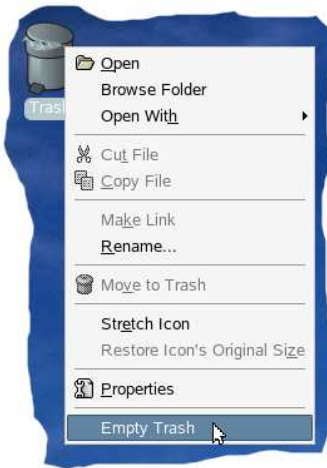 Trash
Open
Browse Folder
Open With
Cut File
Copy File
Make Link
Rename...
Move to Trash
Stretch Icon
Restore Icon's Original Size
Properties
Empty Trash